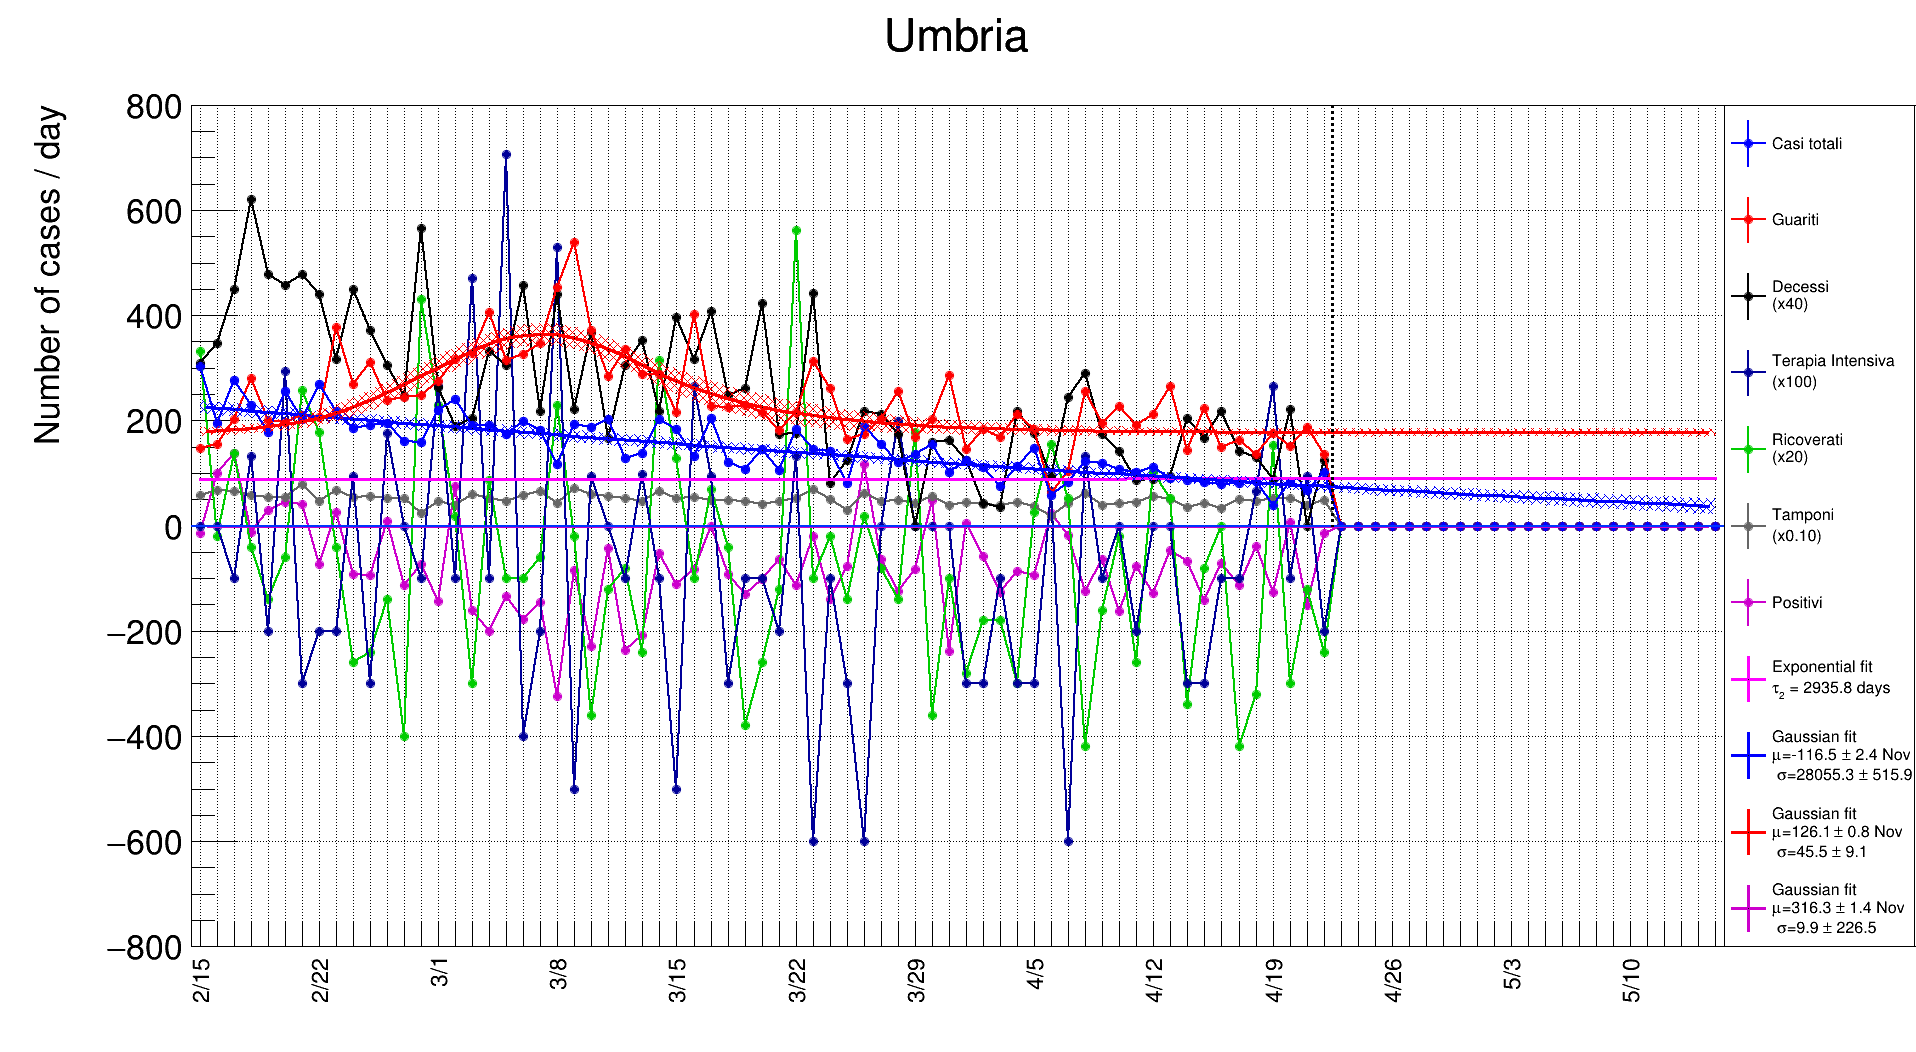 Umbria
Number of cases / day
800
600
400
200
0
−200
−400
−600
−800
2/15
2/22
3/1
3/8
3/15
3/22
3/29
4/5
4/12
4/19
4/26
5/3
5/10
Casi totali
Guariti
Decessi
(x40)
Terapia Intensiva
(x100)
Ricoverati
(x20)
Tamponi
(x0.10)
Positivi
Exponential fit
τ2 = 2935.8 days
Gaussian fit
μ=-116.5 ± 2.4 Nov
σ=28055.3 ± 515.9
Gaussian fit
μ=126.1 ± 0.8 Nov
σ=45.5 ± 9.1
Gaussian fit
μ=316.3 ± 1.4 Nov
σ=9.9 ± 226.5